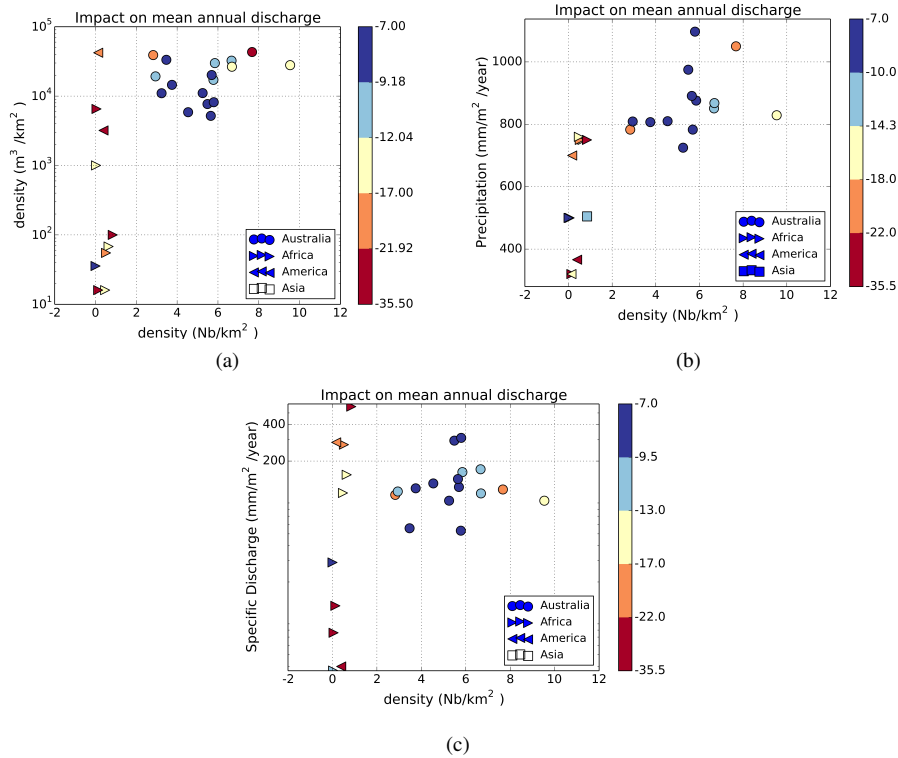 Impact on mean annual discharge
10^5
10^4
10^3
10^2
10^1
density (m^3 /km^2 )
-2 0 2 4 6 8 10 12
density (Nb/km^2 )
Australia
Africa
America
Asia
-7.00
-9.18
-12.04
-17.00
-21.92
-35.50
(a)
Impact on mean annual discharge
1000
800
600
400
Precipitation (mm/m^2 /year)
-2 0 2 4 6 8 10 12
density (Nb/km^2 )
Australia
Africa
America
Asia
-7.0
-10.0
-14.3
-18.0
-22.0
-35.5
(b)
Impact on mean annual discharge
400
200
Specific Discharge (mm/m^2 /year)
-2 0 2 4 6 8 10 12
density (Nb/km^2 )
Australia
Africa
America
Asia
-7.0
-9.5
-13.0
-17.0
-22.0
-35.5
(c)